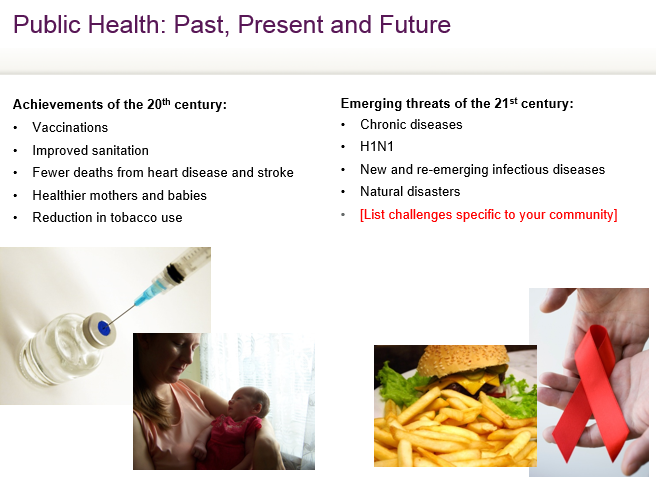 Public Health: Past, Present and Future
Achievements of the 20th century:
• Vaccinations
• Improved sanitation
• Fewer deaths from heart disease and stroke
• Healthier mothers and babies
• Reduction in tobacco use
Emerging threats of the 21st century:
• Chronic diseases
• H1N1
• New and re-emerging infectious diseases
• Natural disasters
• [List challenges specific to your community]